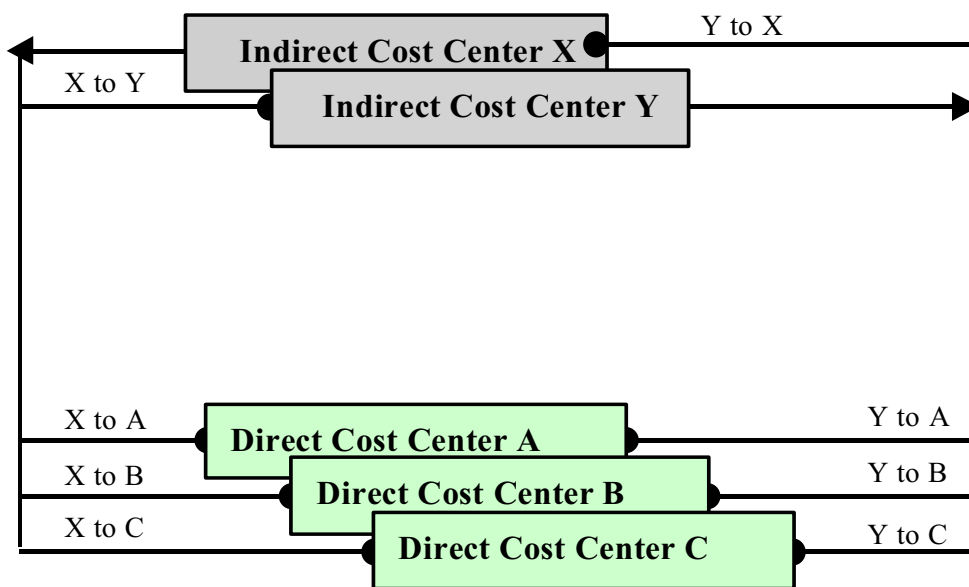 Y to X
Indirect Cost Center X
X to Y
Indirect Cost Center Y
X to A
Direct Cost Center A
Y to A
X to B
Direct Cost Center B
Y to B
X to C
Direct Cost Center C
Y to C